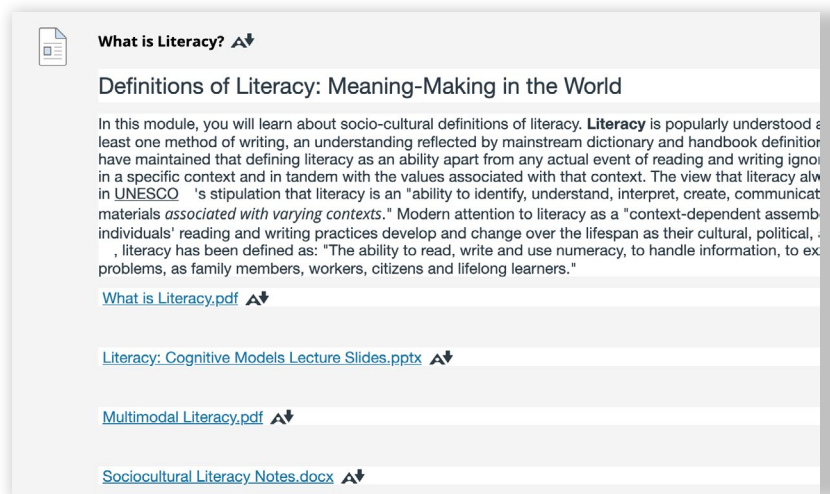 What is Literacy?
Definitions of Literacy: Meaning-Making in the World
In this module, you will learn about socio-cultural definitions of literacy. Literacy is popularly understood
least one method of writing, an understanding reflected by mainstream dictionary and handbook
have maintained that defining literacy as an ability apart from any actual event of reading and writing
in a specific context and in tandem with the values associated with that context. The view that literacy
in UNESCO 's stipulation that literacy is an "ability to identify, understand, interpret, create,
materials associated with varying contexts." Modern attention to literacy as a "context-dependent
individuals' reading and writing practices develop and change over the lifespan as their cultural, political,
, literacy has been defined as: "The ability to read, write and use numeracy, to handle information, to
problems, as family members, workers, citizens and lifelong learners."
What is Literacy.pdf
Literacy: Cognitive Models Lecture Slides.pptx
Multimodal Literacy.pdf
Sociocultural Literacy Notes.docx